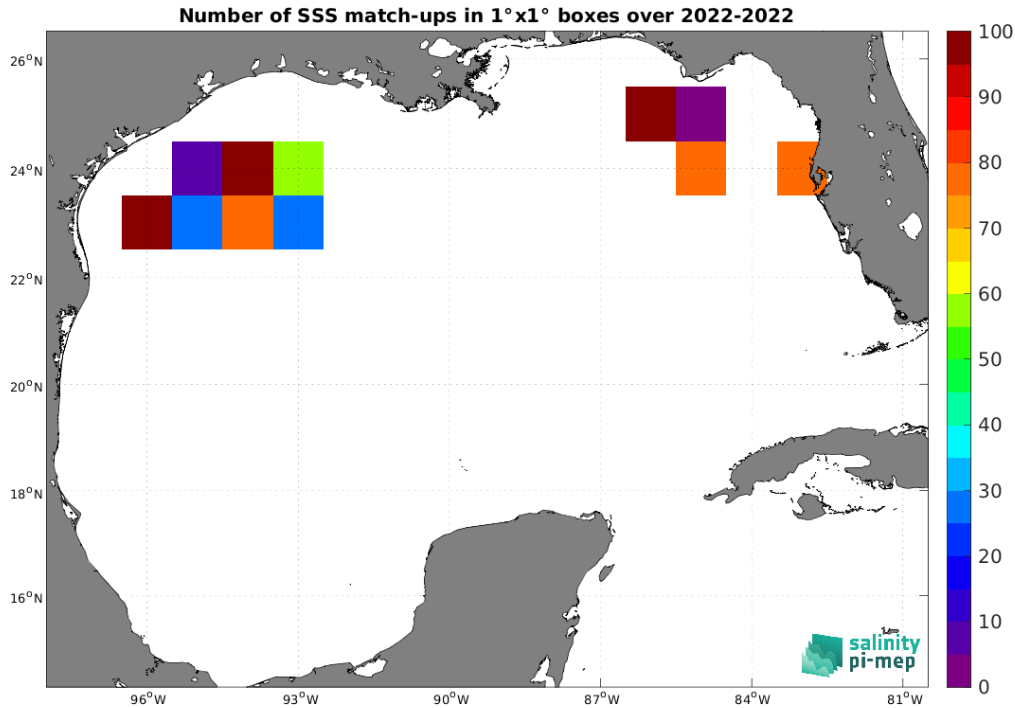 Number of SSS match-ups in 1°x1° boxes over 2022-2022
26°N
24°N
22°N
20°N
18°N
16°N
96°W
93°W
90°W
87°W
84°W
81°W
100
90
80
70
60
50
40
30
20
10
0
salinity
pi-mep